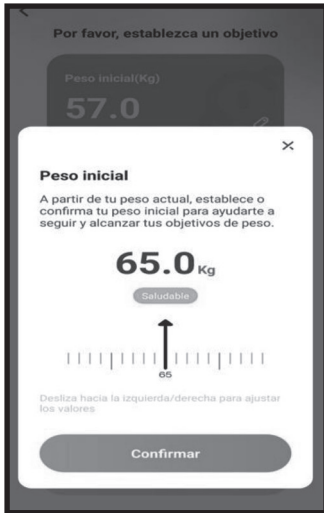 Por favor, establezca un objetivo
Peso inicial(Kg)
57.0
Peso inicial
A partir de tu peso actual, establece o
confirma tu peso inicial para ayudarte a
seguir y alcanzar tus objetivos de peso.
65.0 Kg
Saludable
65
Desliza hacia la izquierda/derecha para ajustar
los valores
Confirmar